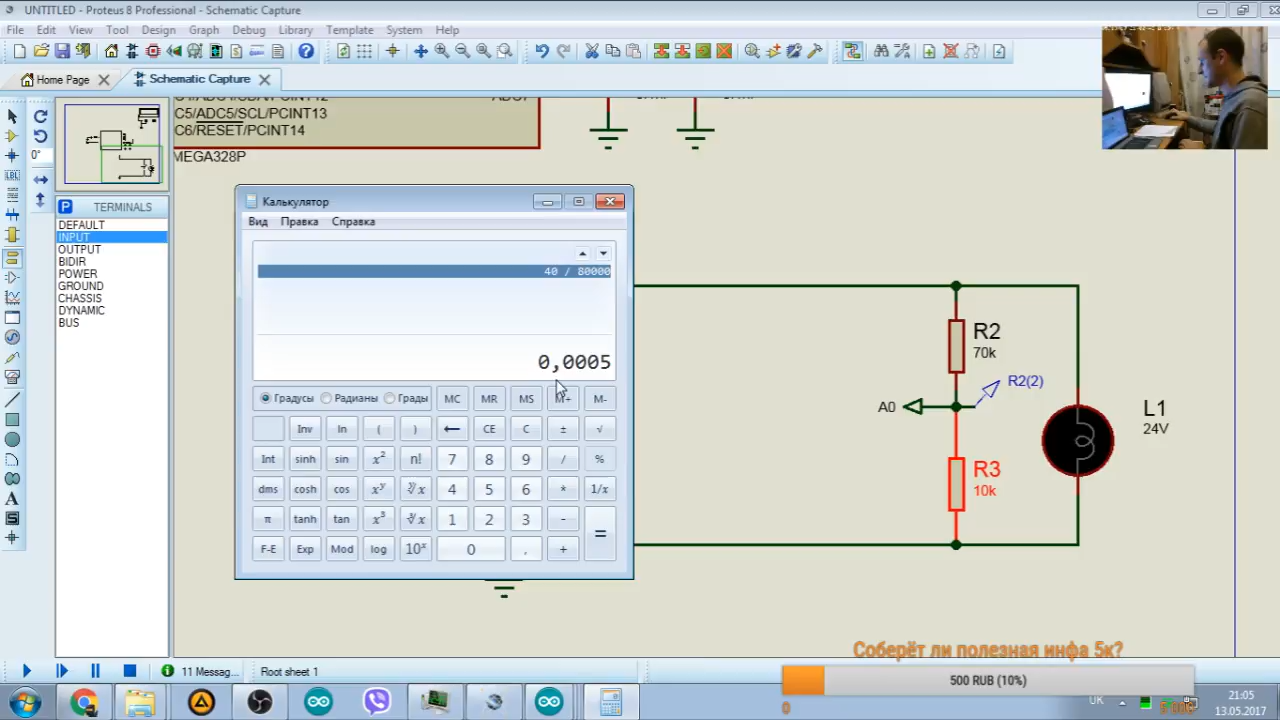 UNTITLED - Proteus 8 Professional - Schematic Capture
File Edit View Tool Design Graph Debug Library Template System Help
Home Page
Schematic Capture
C5/ADC5/SCL/PCINT13
C6/RESET/PCINT14
MEGA328P
0°
LBL
P TERMINALS
DEFAULT
INPUT
OUTPUT
BIDIR
POWER
GROUND
CHASSIS
DYNAMIC
BUS
Калькулятор
Вид Правка Справка
40 / 80000
0,0005
Градусы Радианы Грады MC MR MS M+ M-
Inv ln ( ) ← CE C ± √
Int sinh sin x² n! 7 8 9 / %
dms cosh cos xʸ ʸ√x 4 5 6 * 1/x
π tanh tan x³ ³√x 1 2 3 - =
F-E Exp Mod log 10ˣ 0 , +
R2
70k
R2(2)
A0
R3
10k
L1
24V
Соберёт ли полезная инфа 5к?
500 RUB (10%)
0
11 Messag...
Root sheet 1
UK
21:05
13.05.2017